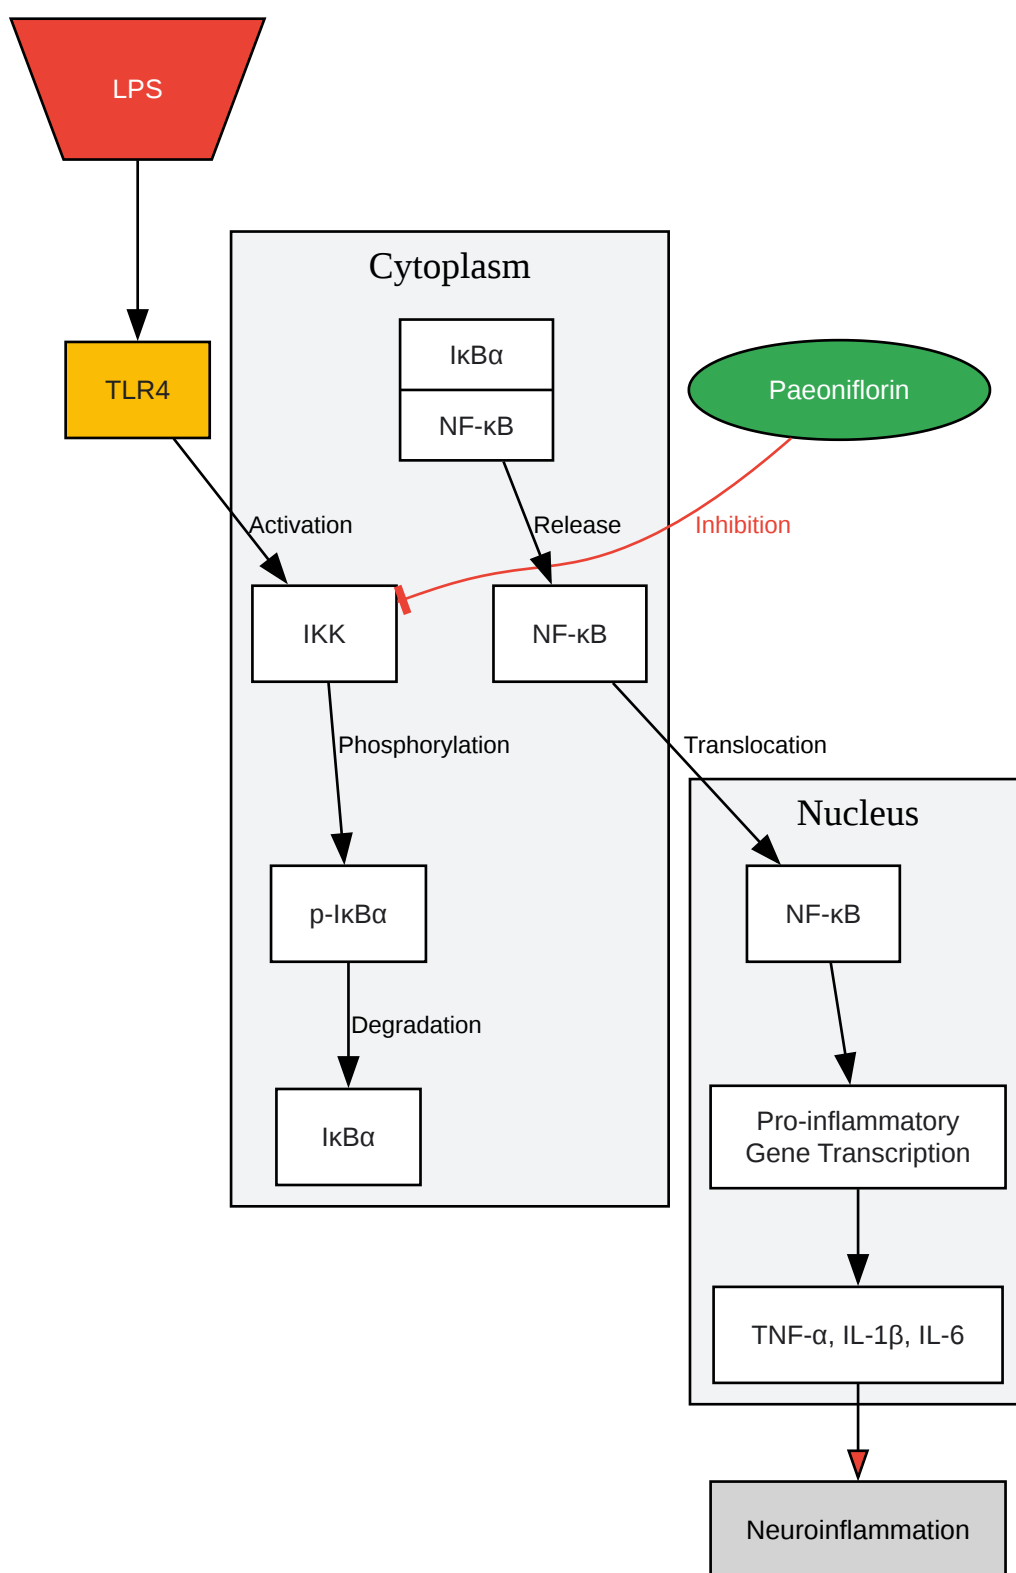 LPS
Cytoplasm
IκBα
NF-κB
TLR4
Paeoniflorin
Activation
Release
Inhibition
IKK
NF-κB
Phosphorylation
Translocation
Nucleus
p-IκBα
NF-κB
Degradation
IκBα
Pro-inflammatory
Gene Transcription
TNF-α, IL-1β, IL-6
Neuroinflammation